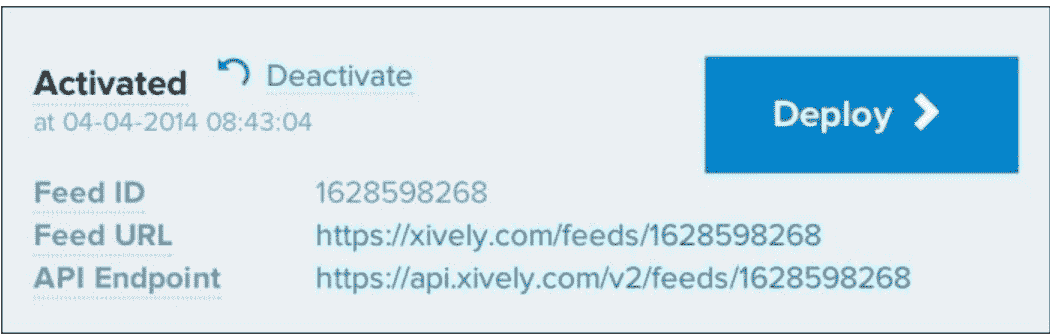 Activated Deactivate
at 04-04-2014 08:43:04
Deploy
Feed ID 1628598268
Feed URL https://xively.com/feeds/1628598268
API Endpoint https://api.xively.com/v2/feeds/1628598268